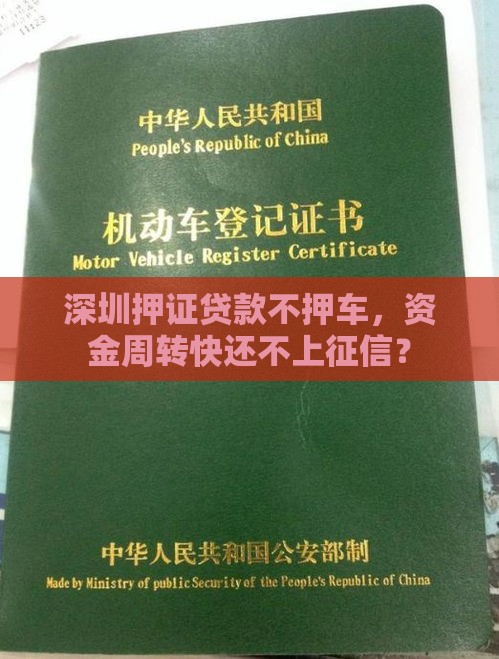 11123
中华人民共和国
People's Republic of China
机动车登记证书
Motor Vehicle Register Certificate
深圳押证贷款不押车，资
金周转快还不上征信？
中华人民共和国公安部制
Made by Ministry of public Security of the People's Republic of China